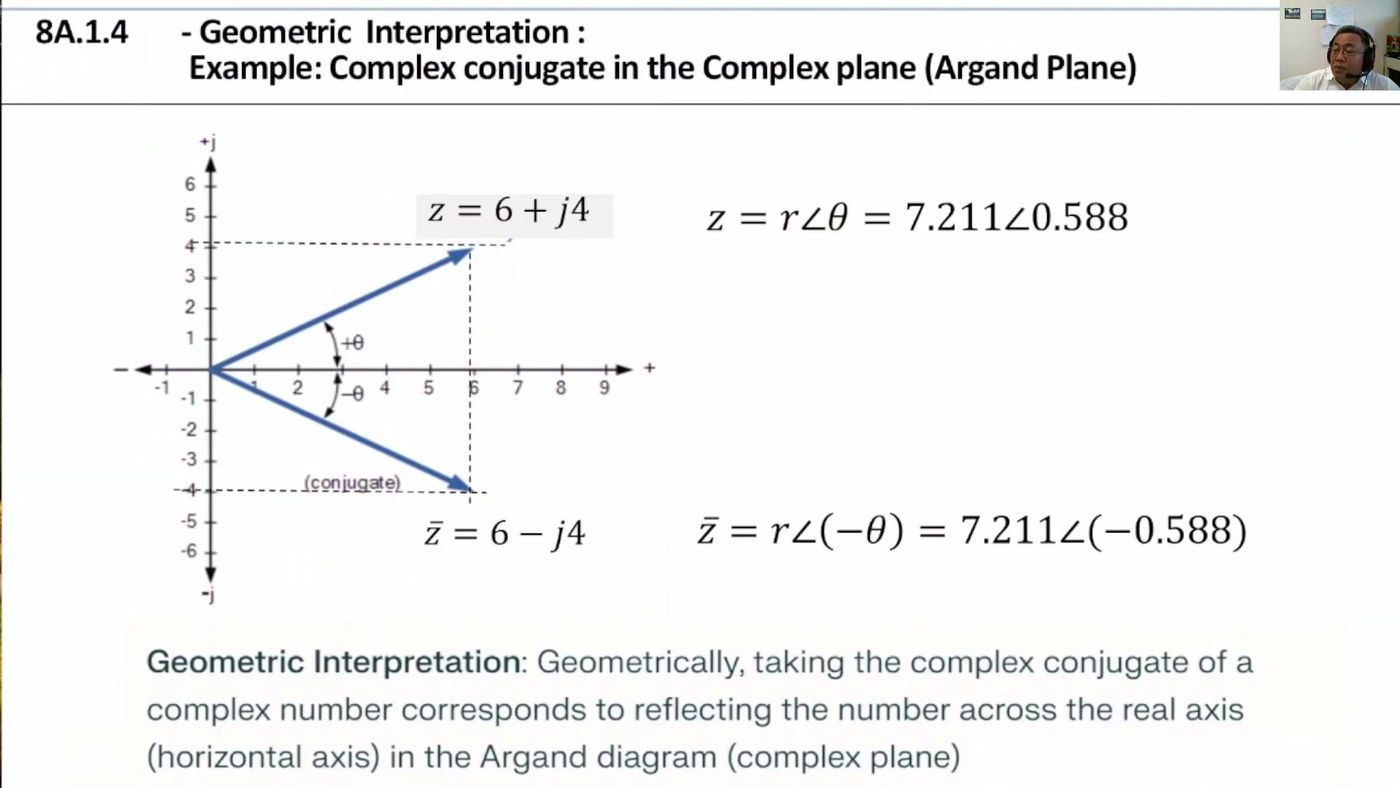 8A.1.4 - Geometric Interpretation :
Example: Complex conjugate in the Complex plane (Argand Plane)
+j
6
5
4
3
2
1
-1
-2
-3
-4
-5
-6
-j
−
-1 1 2 4 5 6 7 8 9
+
+θ
−θ
(conjugate)
z = 6 + j4
z = r∠θ = 7.211∠0.588
z̄ = 6 − j4
z̄ = r∠(−θ) = 7.211∠(−0.588)
Geometric Interpretation: Geometrically, taking the complex conjugate of a
complex number corresponds to reflecting the number across the real axis
(horizontal axis) in the Argand diagram (complex plane)